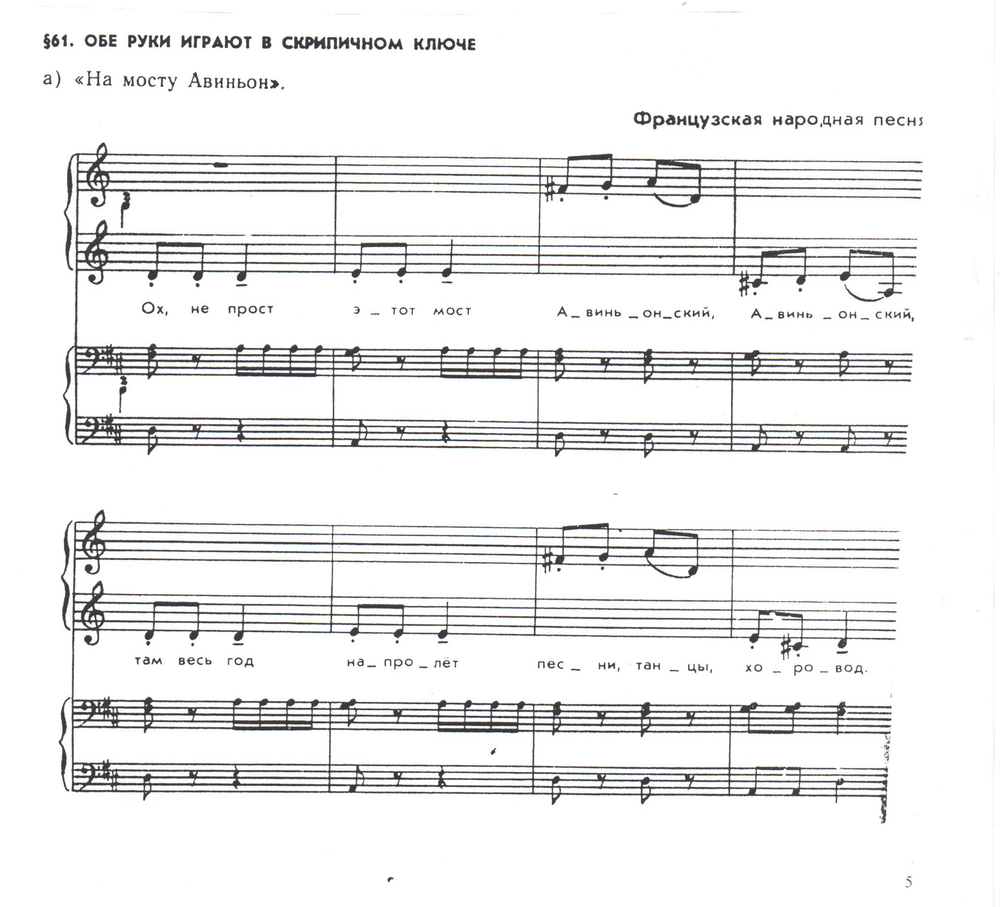 §61. ОБЕ РУКИ ИГРАЮТ В СКРИПИЧНОМ КЛЮЧЕ
а) «На мосту Авиньон».
Французская народная песня
2
Ох, не прост э _ тот мост А _ винь _ он _ ский, А _ винь _ он _ ский,
2
там весь год на _ про _ лёт пес _ ни, тан _ цы, хо _ ро _ вод.
5